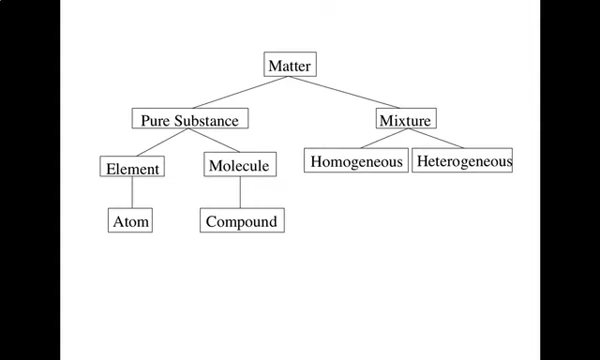 Matter
Pure Substance
Mixture
Element
Molecule
Homogeneous
Heterogeneous
Atom
Compound